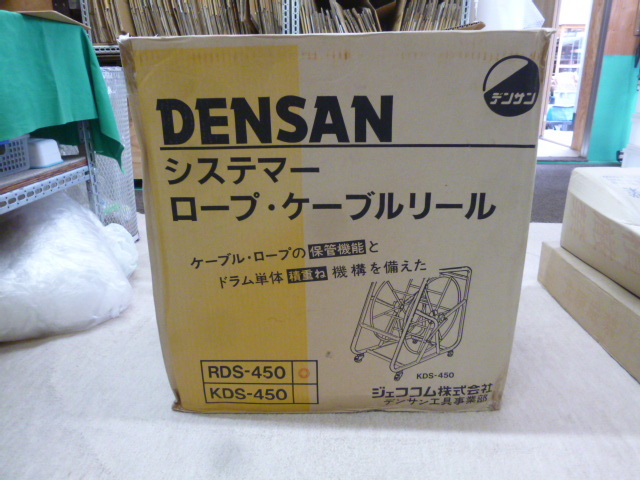 デンサン
DENSAN
システマー
ロープ・ケーブルリール
ケーブル・ロープの保管機能と
ドラム単体積重ね機構を備えた
KDS-450
RDS-450
KDS-450
ジェフコム株式会社
デンサン工具事業部